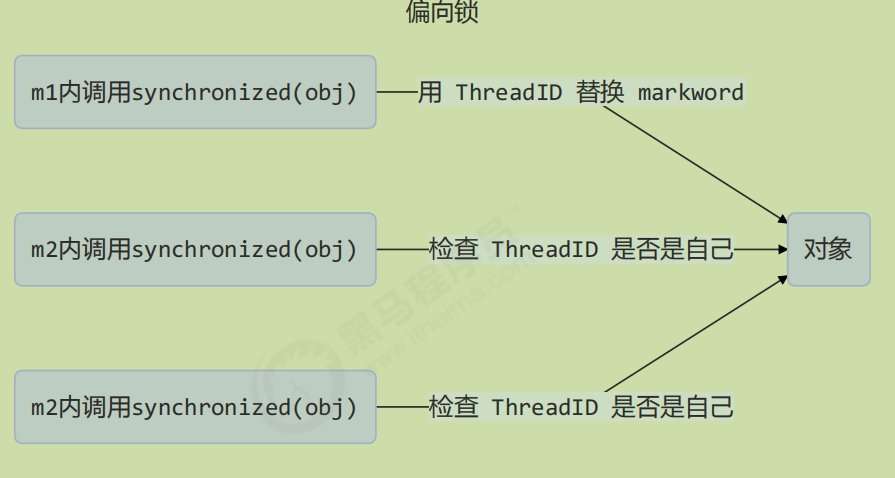 偏向锁
m1内调用synchronized(obj)
用 ThreadID 替换 markword
m2内调用synchronized(obj)
检查 ThreadID 是否是自己
对象
m2内调用synchronized(obj)
检查 ThreadID 是否是自己
黑马程序员™
www.itheima.com